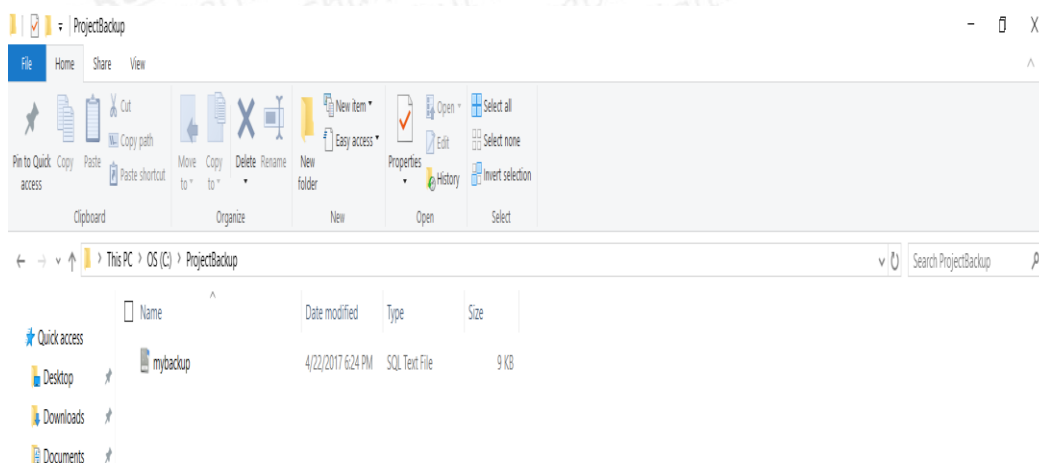 ProjectBackup
File Home Share View
Pin to Quick access
Copy
Paste
Cut
Copy path
Paste shortcut
Clipboard
Move to
Copy to
Delete
Rename
Organize
New folder
New item
Easy access
New
Properties
Open
Edit
History
Open
Select all
Select none
Invert selection
Select
This PC > OS (C:) > ProjectBackup
Search ProjectBackup
Name Date modified Type Size
Quick access
mybackup 4/22/2017 6:24 PM SQL Text File 9 KB
Desktop
Downloads
Documents